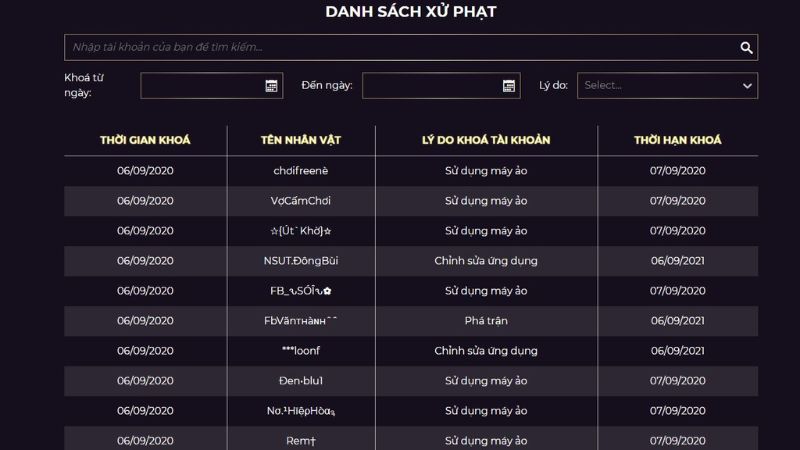 DANH SÁCH XỬ PHẠT
Nhập tài khoản của bạn để tìm kiếm...
Khoá từ ngày: Đến ngày: Lý do: Select...
THỜI GIAN KHOÁ TÊN NHÂN VẬT LÝ DO KHOÁ TÀI KHOẢN THỜI HẠN KHOÁ
06/09/2020 chơifreenè Sử dụng máy ảo 07/09/2020
06/09/2020 VợCấmChơi Sử dụng máy ảo 07/09/2020
06/09/2020 ☆{Út`Khờ}☆ Sử dụng máy ảo 07/09/2020
06/09/2020 NSUT.ĐôngBùi Chỉnh sửa ứng dụng 06/09/2021
06/09/2020 FB_ԅSÓÎԅ✿ Sử dụng máy ảo 07/09/2020
06/09/2020 FbVănтнàɴнˆˆ Phá trận 06/09/2021
06/09/2020 ***loonf Chỉnh sửa ứng dụng 06/09/2021
06/09/2020 Đen•blu1 Sử dụng máy ảo 07/09/2020
06/09/2020 Sử dụng máy ảo 07/09/2020
06/09/2020 Rem† Sử dụng máy ảo 07/09/2020